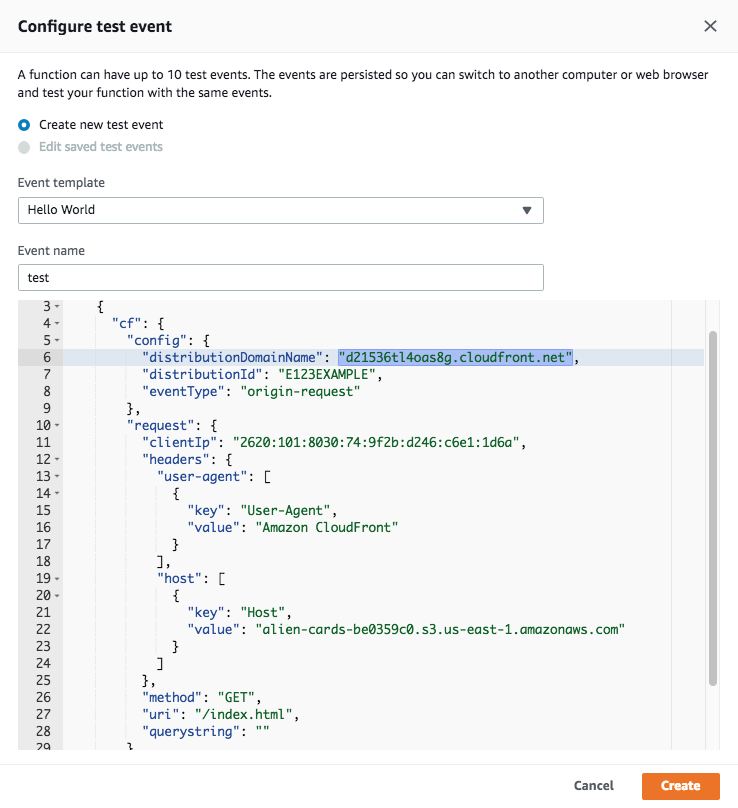 Configure test event
A function can have up to 10 test events. The events are persisted so you can switch to another computer or web browser
and test your function with the same events.
Create new test event
Edit saved test events
Event template
Hello World
Event name
test
3 {
4 "cf": {
5 "config": {
6 "distributionDomainName": "d21536tl4oas8g.cloudfront.net",
7 "distributionId": "E123EXAMPLE",
8 "eventType": "origin-request"
9 },
10 "request": {
11 "clientIp": "2620:101:8030:74:9f2b:d246:c6e1:1d6a",
12 "headers": {
13 "user-agent": [
14 {
15 "key": "User-Agent",
16 "value": "Amazon CloudFront"
17 }
18 ],
19 "host": [
20 {
21 "key": "Host",
22 "value": "alien-cards-be0359c0.s3.us-east-1.amazonaws.com"
23 }
24 ]
25 },
26 "method": "GET",
27 "uri": "/index.html",
28 "querystring": ""
29 }
Cancel
Create